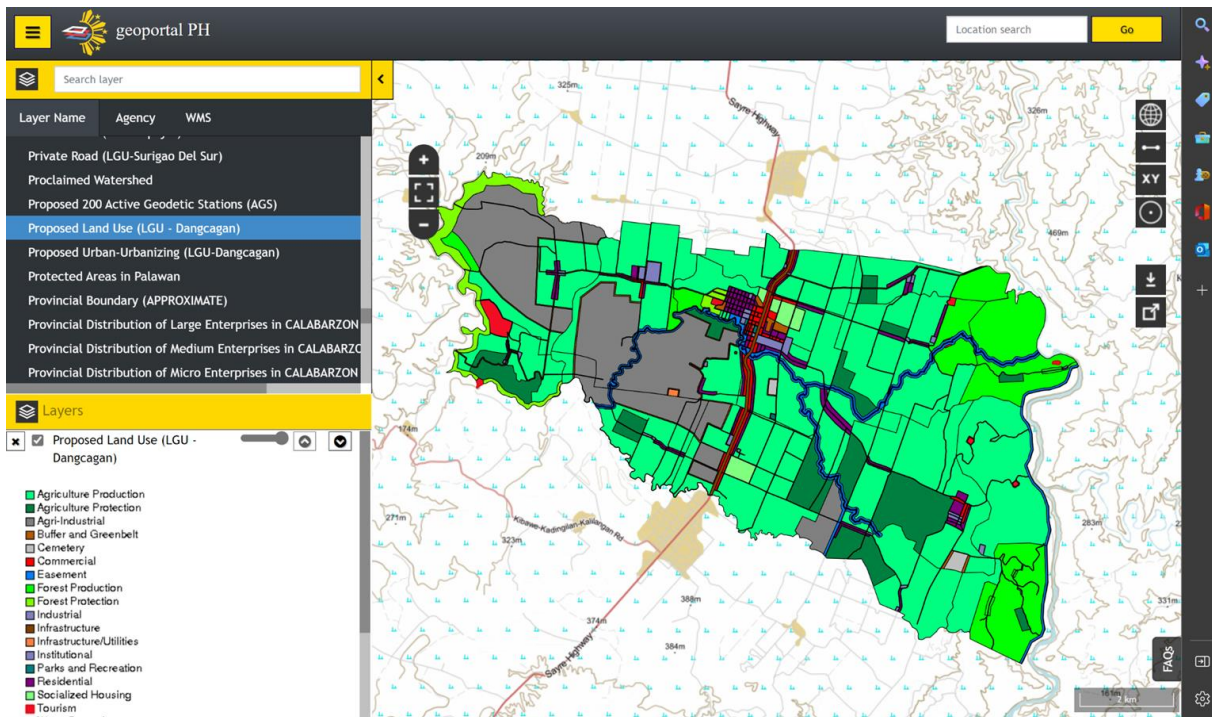 geoportal PH
Location search
Go
Search layer
Layer Name
Agency
WMS
Private Road (LGU-Surigao Del Sur)
Proclaimed Watershed
Proposed 200 Active Geodetic Stations (AGS)
Proposed Land Use (LGU - Dangcagan)
Proposed Urban-Urbanizing (LGU-Dangcagan)
Protected Areas in Palawan
Provincial Boundary (APPROXIMATE)
Provincial Distribution of Large Enterprises in CALABARZON
Provincial Distribution of Medium Enterprises in CALABARZ
Provincial Distribution of Micro Enterprises in CALABARZON
Layers
Proposed Land Use (LGU -
Dangcagan)
Agriculture Production
Agriculture Protection
Agri-Industrial
Buffer and Greenbelt
Cemetery
Commercial
Easement
Forest Production
Forest Protection
Industrial
Infrastructure
Infrastructure/Utilities
Institutional
Parks and Recreation
Residential
Socialized Housing
Tourism
325m
Sayre Highway
326m
209m
XY
469m
174m
271m
323m
Kibawe-Kadingilan-Kalilangan Rd
283m
388m
331m
374m
384m
Sayre Highway
FAQs
161m
2 km